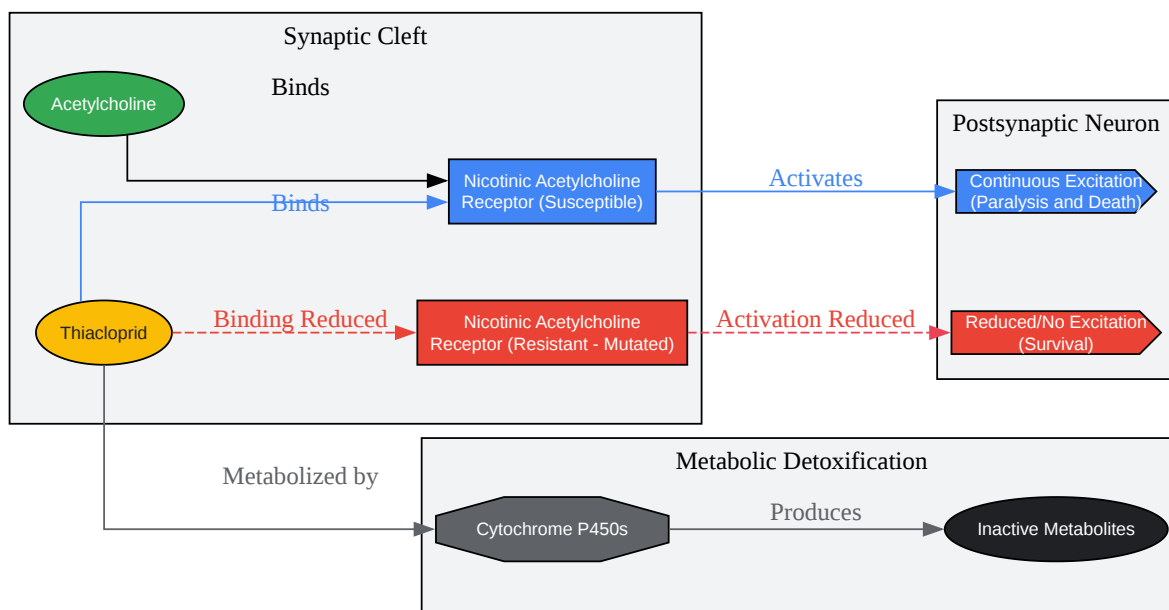 Synaptic Cleft
Binds
Acetylcholine
Postsynaptic Neuron
Nicotinic Acetylcholine
Receptor (Susceptible)
Activates
Continuous Excitation
(Paralysis and Death)
Binds
Thiacloprid
Binding Reduced
Nicotinic Acetylcholine
Receptor (Resistant - Mutated)
Activation Reduced
Reduced/No Excitation
(Survival)
Metabolic Detoxification
Metabolized by
Cytochrome P450s
Produces
Inactive Metabolites